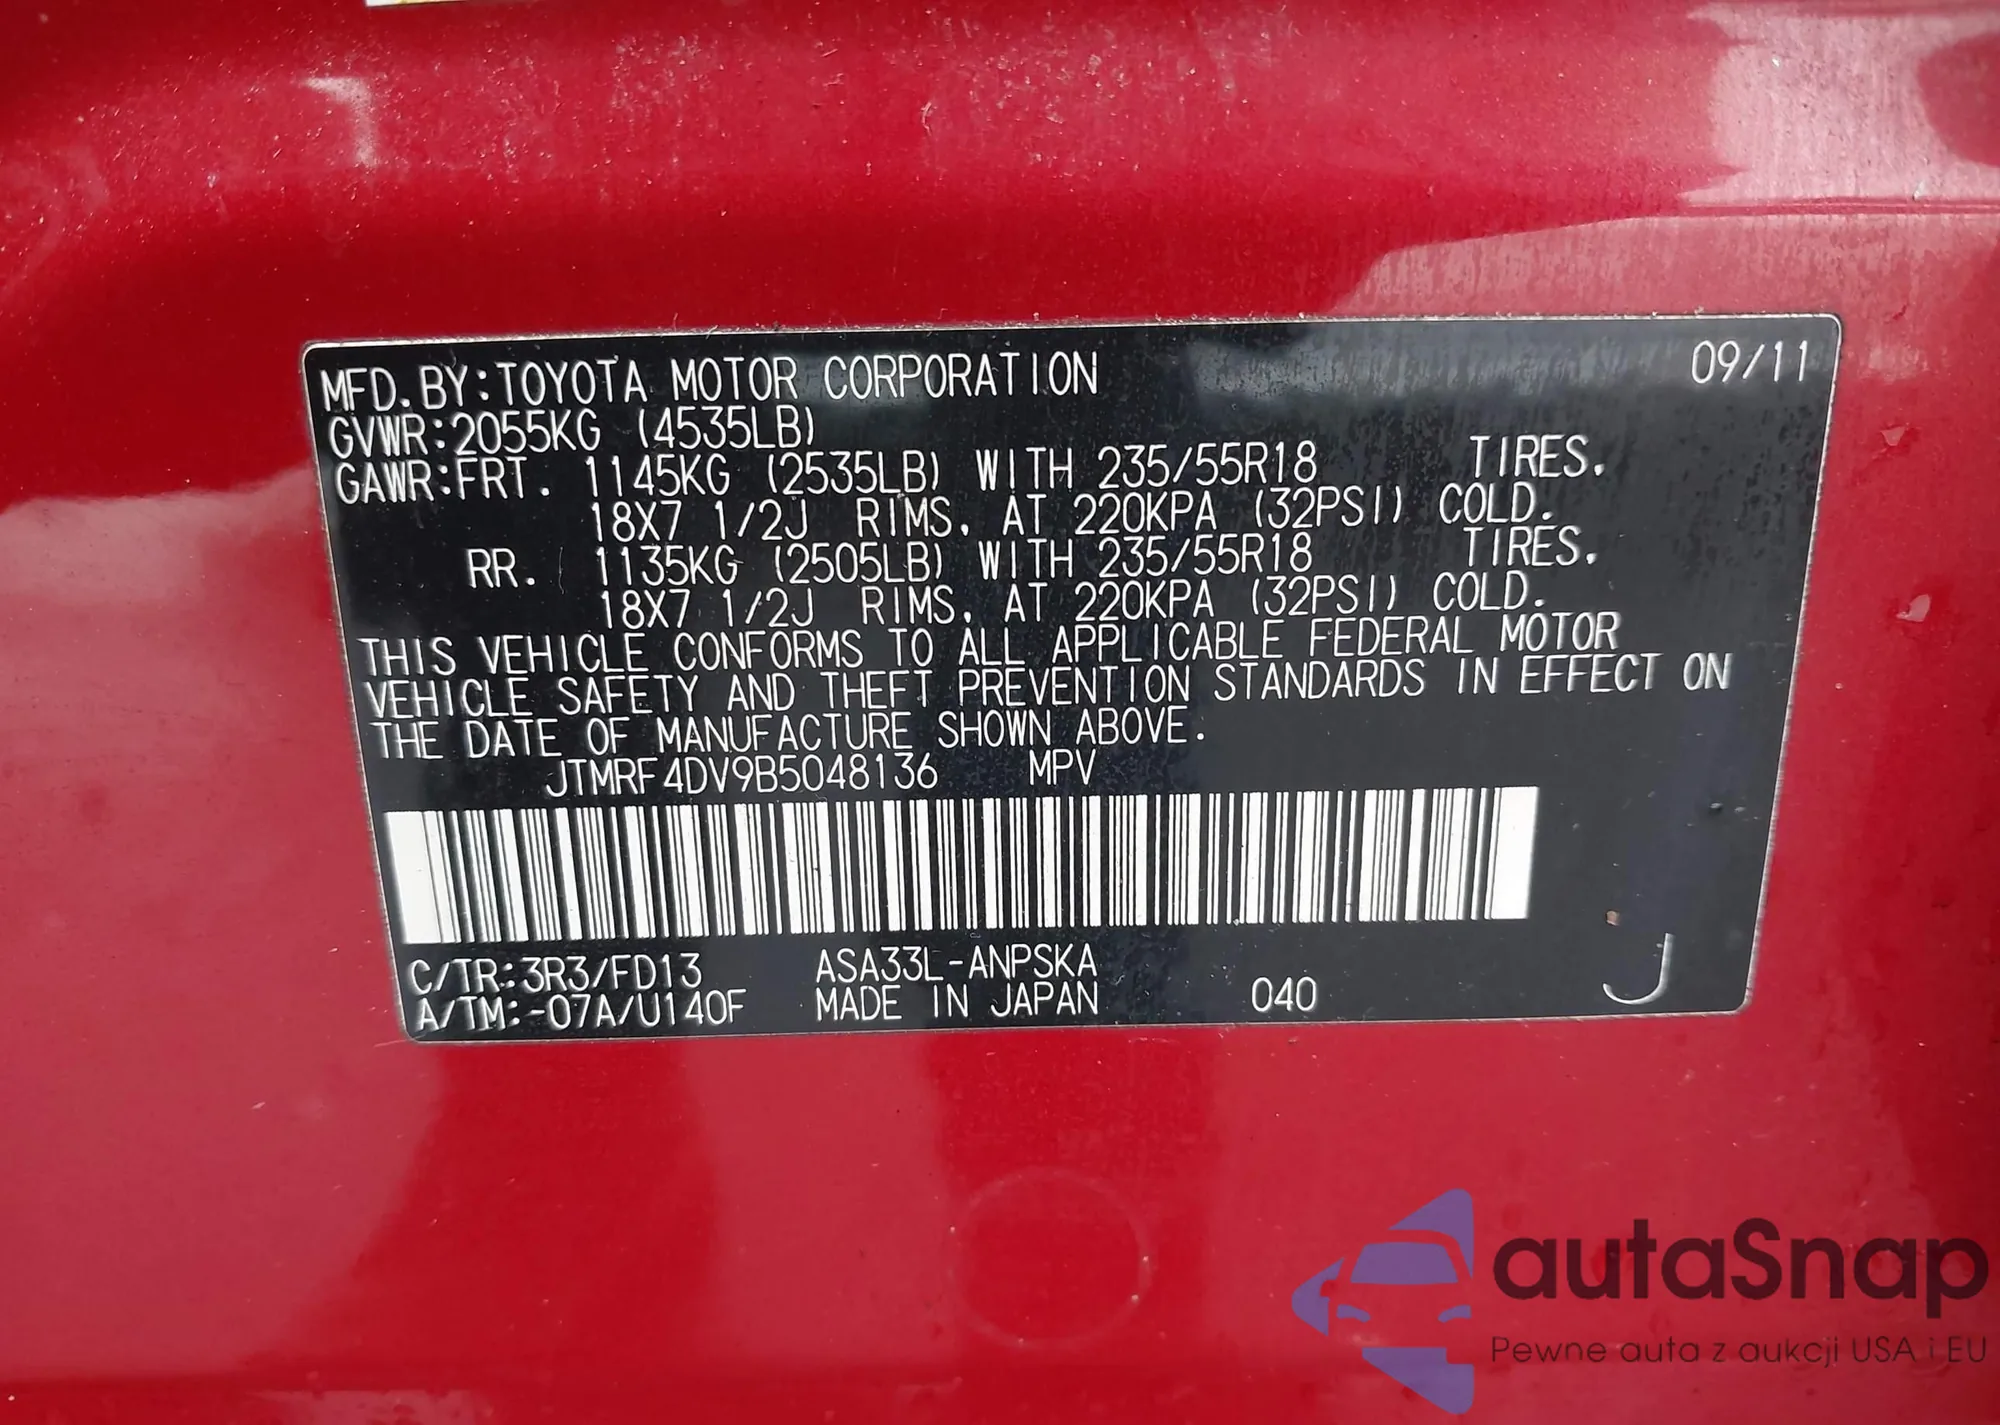 MFD. BY:TOYOTA MOTOR CORPORATION 09/11
GVWR:2055KG (4535LB)
GAWR:FRT. 1145KG (2535LB) WITH 235/55R18 TIRES.
18X7 1/2J RIMS, AT 220KPA (32PSI) COLD.
RR. 1135KG (2505LB) WITH 235/55R18 TIRES.
18X7 1/2J RIMS, AT 220KPA (32PSI) COLD.
THIS VEHICLE CONFORMS TO ALL APPLICABLE FEDERAL MOTOR
VEHICLE SAFETY AND THEFT PREVENTION STANDARDS IN EFFECT ON
THE DATE OF MANUFACTURE SHOWN ABOVE.
JTMRF4DV9B5048136 MPV
C/TR:3R3/FD13 ASA33L-ANPSKA
A/TM:-07A/U140F MADE IN JAPAN 040 J
autaSnap
Pewne auta z aukcji USA i EU